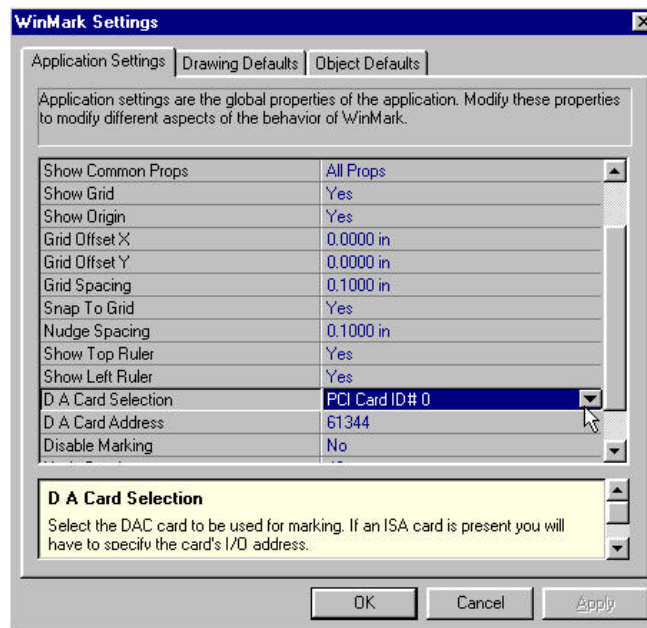 WinMark Settings
Application Settings Drawing Defaults Object Defaults
Application settings are the global properties of the application. Modify these properties
to modify different aspects of the behavior of WinMark.
Show Common Props All Props
Show Grid Yes
Show Origin Yes
Grid Offset X 0.0000 in
Grid Offset Y 0.0000 in
Grid Spacing 0.1000 in
Snap To Grid Yes
Nudge Spacing 0.1000 in
Show Top Ruler Yes
Show Left Ruler Yes
D A Card Selection PCI Card ID# 0
D A Card Address 61344
Disable Marking No
D A Card Selection
Select the DAC card to be used for marking. If an ISA card is present you will
have to specify the card's I/O address.
OK Cancel Apply